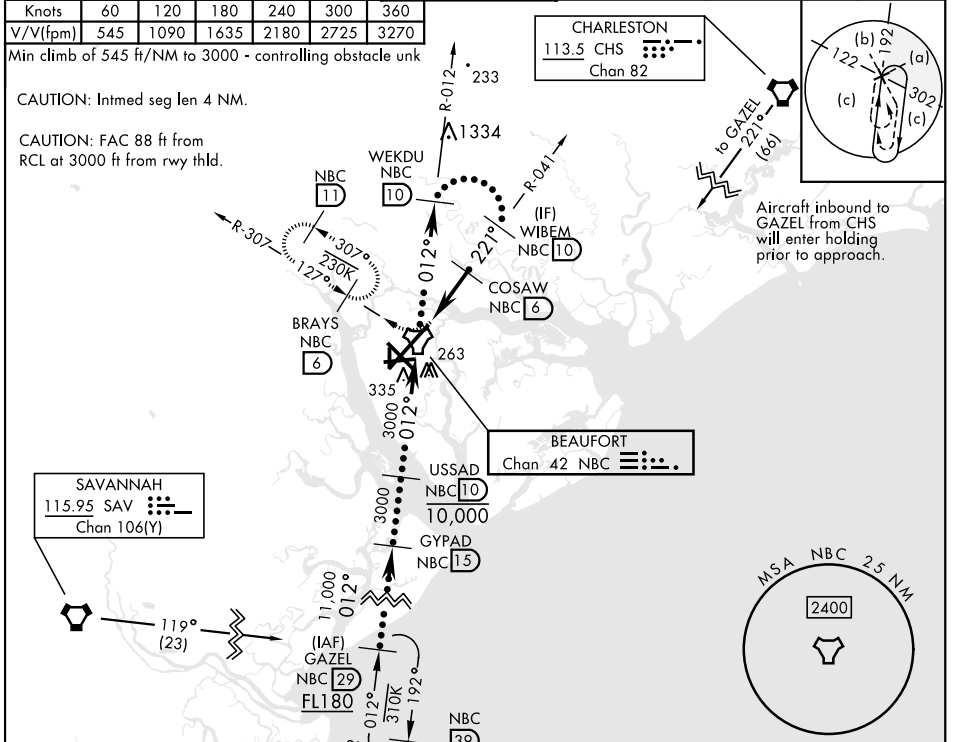 Knots 60 120 180 240 300 360
V/V(fpm) 545 1090 1635 2180 2725 3270
Min climb of 545 ft/NM to 3000 - controlling obstacle unk
CAUTION: Intmed seg len 4 NM.
CAUTION: FAC 88 ft from
RCL at 3000 ft from rwy thld.
CHARLESTON
113.5 CHS
Chan 82
to GAZEL
221°
(66)
(b)
192
(a)
122
302
(c)
(c)
Aircraft inbound to
GAZEL from CHS
will enter holding
prior to approach.
R-012
233
1334
WEKDU
NBC
10
R-041
NBC
11
(IF)
WIBEM
NBC 10
R-307
307°
230K
127°
012°
221°
COSAW
NBC 6
BRAYS
NBC
6
263
335
3000
012°
BEAUFORT
Chan 42 NBC
USSAD
NBC 10
10,000
3000
GYPAD
NBC 15
SAVANNAH
115.95 SAV
Chan 106(Y)
119°
(23)
11,000
012°
(IAF)
GAZEL
NBC 29
FL180
012°
310K
192°
NBC
39
MSA NBC 25 NM
2400